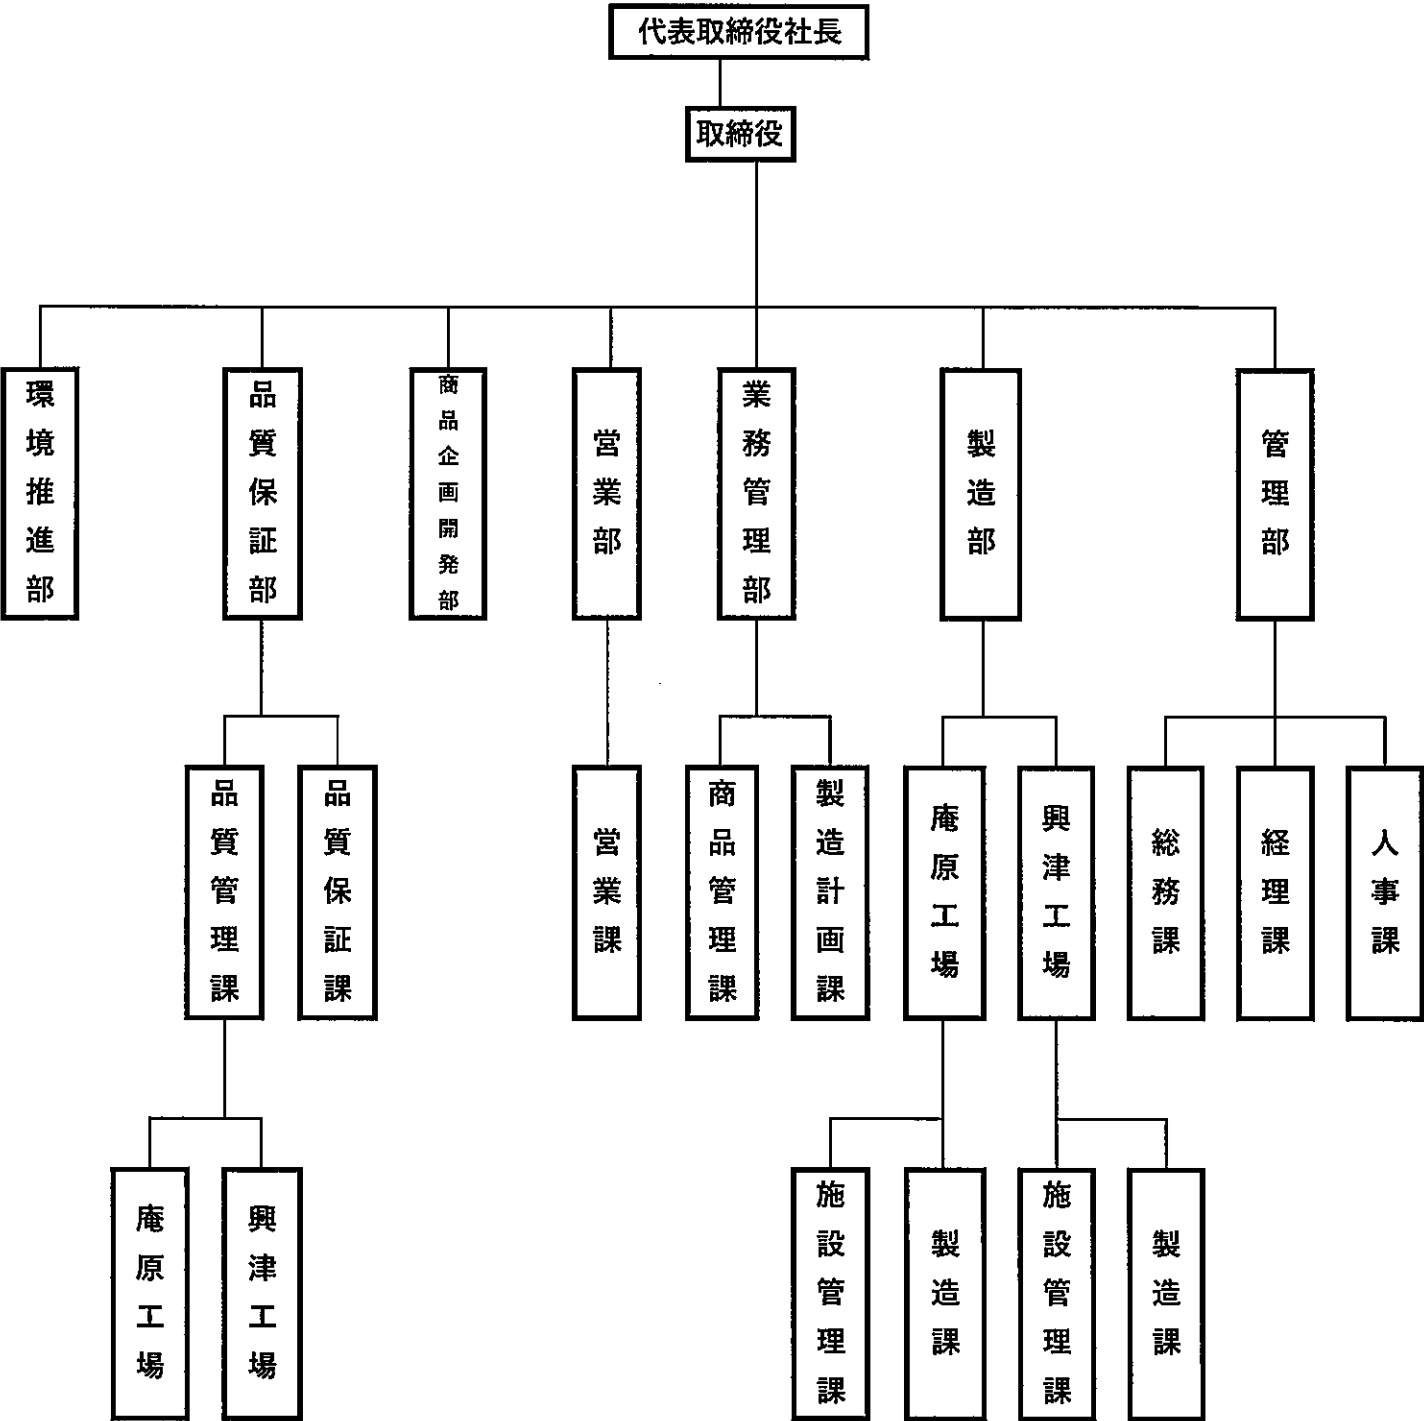 代表取締役社長
取締役
環境推進部
品質保証部
商品企画開発部
営業部
業務管理部
製造部
管理部
品質管理課
品質保証課
営業課
商品管理課
製造計画課
庵原工場
興津工場
総務課
経理課
人事課
庵原工場
興津工場
施設管理課
製造課
施設管理課
製造課